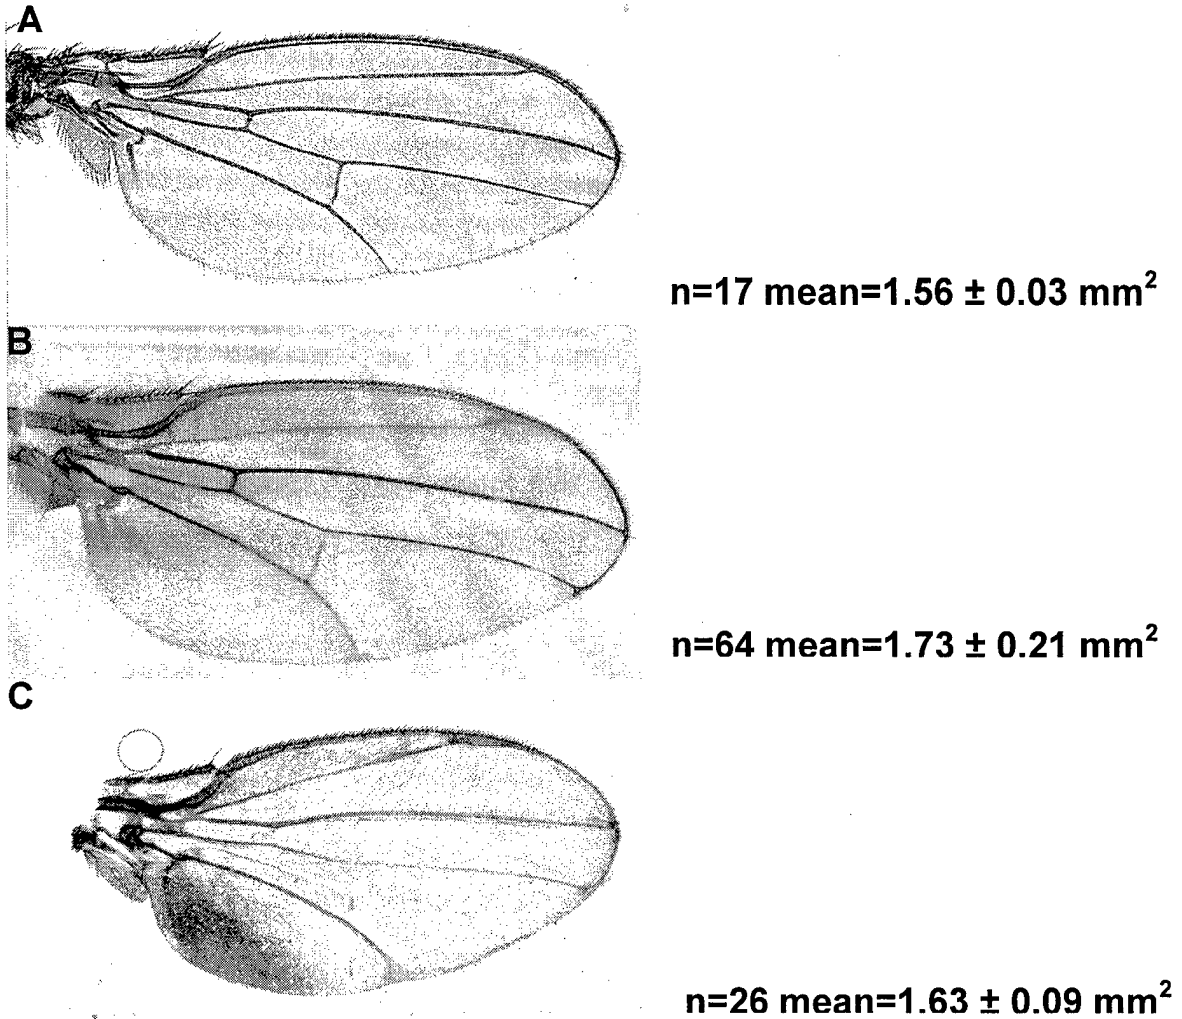 A
n=17 mean=1.56 ± 0.03 mm²
B
n=64 mean=1.73 ± 0.21 mm²
C
n=26 mean=1.63 ± 0.09 mm²